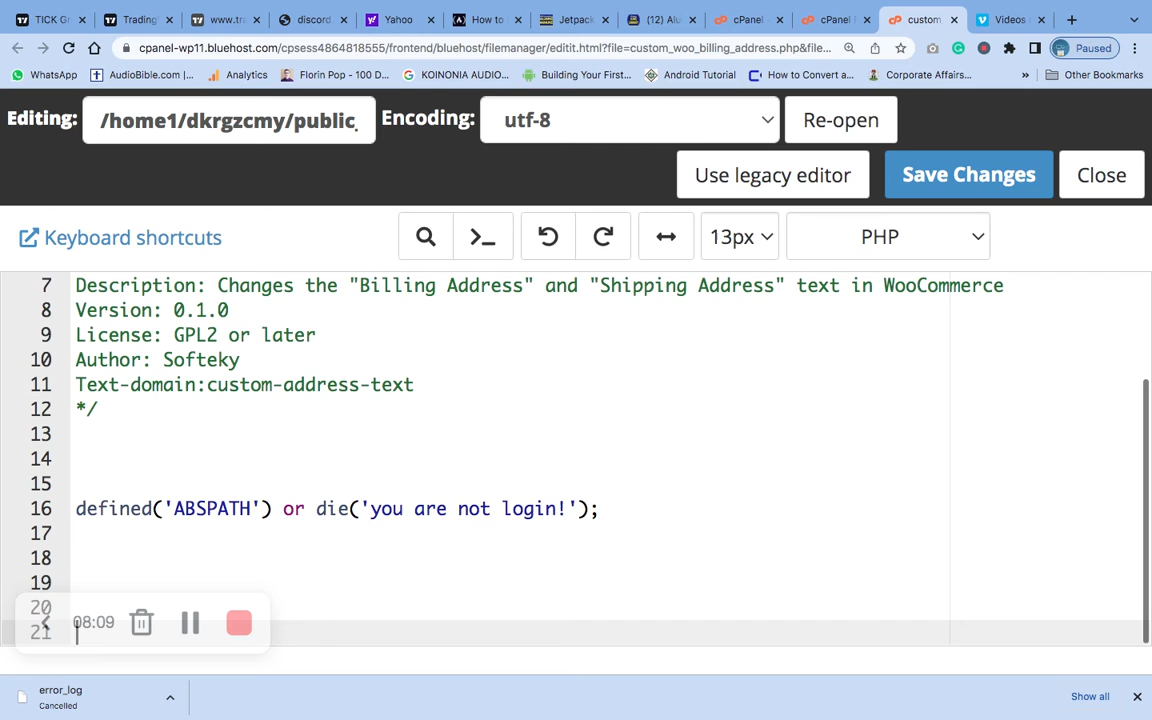 TICK G
Trading
www.tra
discord
Yahoo
How to
Jetpack
(12) Alu
cPanel
cPanel F
custom
Videos
cpanel-wp11.bluehost.com/cpsess4864818555/frontend/bluehost/filemanager/editit.html?file=custom_woo_billing_address.php&file...
Paused
WhatsApp
AudioBible.com |...
Analytics
Florin Pop - 100 D...
KOINONIA AUDIO...
Building Your First...
Android Tutorial
How to Convert a...
Corporate Affairs...
»
Other Bookmarks
Editing: /home1/dkrgzcmy/public_ Encoding: utf-8 Re-open
Use legacy editor Save Changes Close
Keyboard shortcuts 13px PHP
7 Description: Changes the "Billing Address" and "Shipping Address" text in WooCommerce
8 Version: 0.1.0
9 License: GPL2 or later
10 Author: Softeky
11 Text-domain:custom-address-text
12 */
13
14
15
16 defined('ABSPATH') or die('you are not login!');
17
18
19
20
21
08:09
error_log
Cancelled
Show all